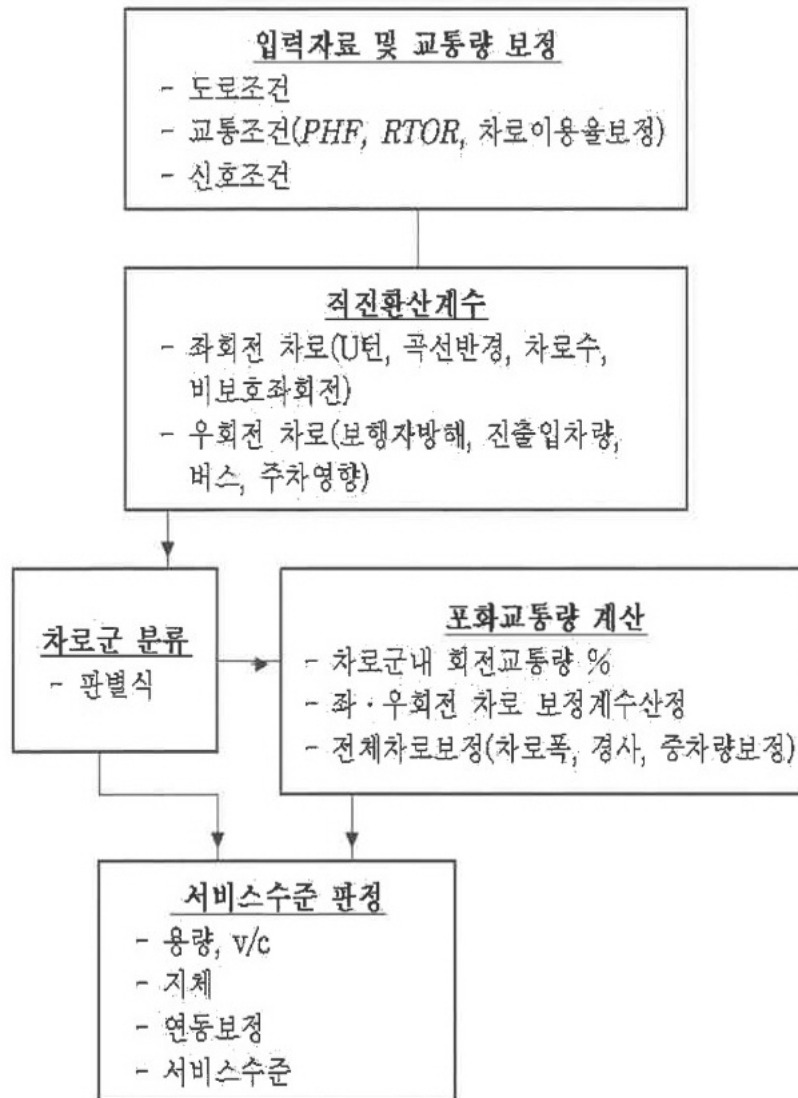 입력자료 및 교통량 보정
- 도로조건
- 교통조건(PHF, RTOR, 차로이용율보정)
- 신호조건
직진환산계수
- 좌회전 차로(U턴, 곡선반경, 차로수,
비보호좌회전)
- 우회전 차로(보행자방해, 진출입차량,
버스, 주차영향)
차로군 분류
- 판별식
포화교통량 계산
- 차로군내 회전교통량 %
- 좌·우회전 차로 보정계수산정
- 전체차로보정(차로폭, 경사, 중차량보정)
서비스수준 판정
- 용량, v/c
- 지체
- 연동보정
- 서비스수준